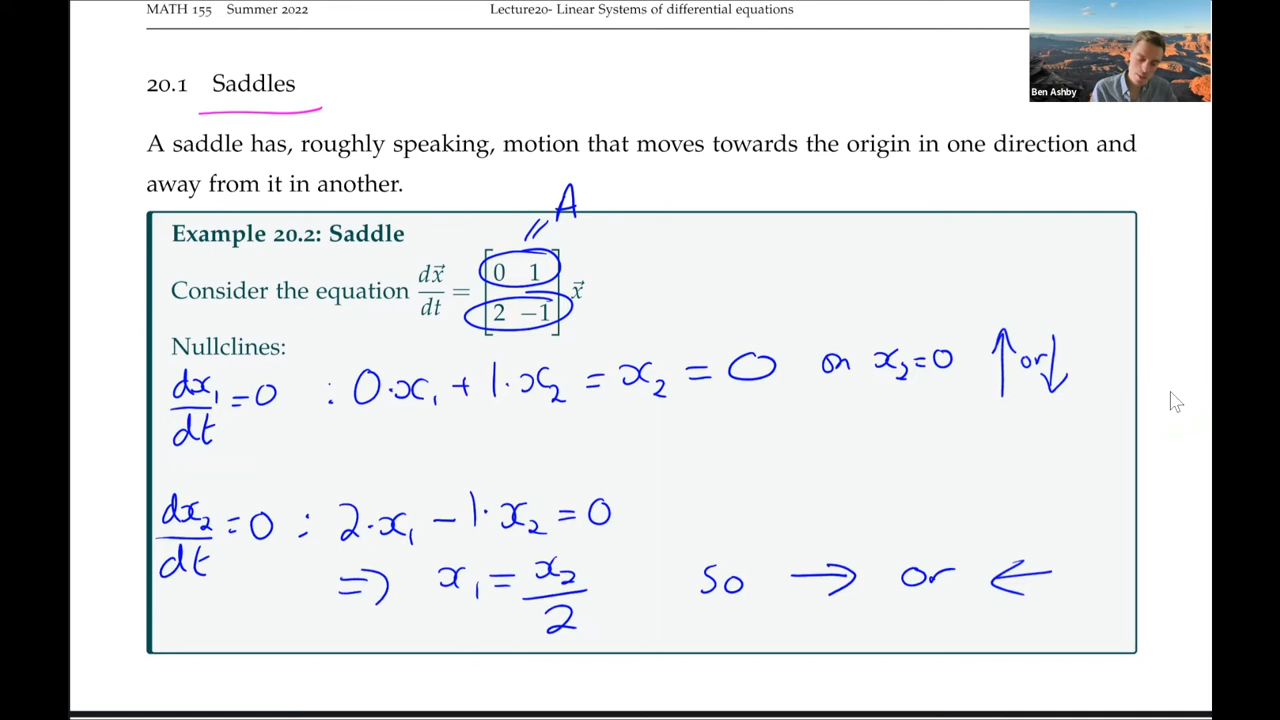 MATH 155 Summer 2022 Lecture20- Linear Systems of differential equations
Ben Ashby
20.1 Saddles
A saddle has, roughly speaking, motion that moves towards the origin in one direction and
away from it in another.
A
Example 20.2: Saddle
Consider the equation dx⃗/dt = [0 1; 2 −1] x⃗
Nullclines:
dx₁/dt = 0 : 0·x₁ + 1·x₂ = x₂ = 0 on x₂=0 ↑ or ↓
dx₂/dt = 0 : 2·x₁ − 1·x₂ = 0
⇒ x₁ = x₂/2 so → or ←